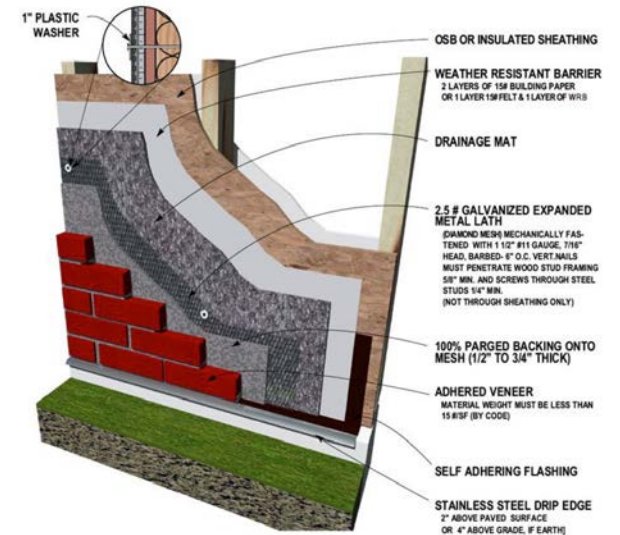 1" PLASTIC
WASHER
OSB OR INSULATED SHEATHING
WEATHER RESISTANT BARRIER
2 LAYERS OF 15# BUILDING PAPER
OR 1 LAYER 15# FELT & 1 LAYER OF WRB
DRAINAGE MAT
2.5 # GALVANIZED EXPANDED
METAL LATH
(DIAMOND MESH) MECHANICALLY FAS-
TENED WITH 1 1/2" #11 GAUGE, 7/16"
HEAD, BARBED- 6" O.C. VERT.NAILS
MUST PENETRATE WOOD STUD FRAMING
5/8" MIN. AND SCREWS THROUGH STEEL
STUDS 1/4" MIN.
(NOT THROUGH SHEATHING ONLY)
100% PARGED BACKING ONTO
MESH (1/2" TO 3/4" THICK)
ADHERED VENEER
MATERIAL WEIGHT MUST BE LESS THAN
15 #/SF (BY CODE)
SELF ADHERING FLASHING
STAINLESS STEEL DRIP EDGE
2" ABOVE PAVED SURFACE
OR 4" ABOVE GRADE, IF EARTH]